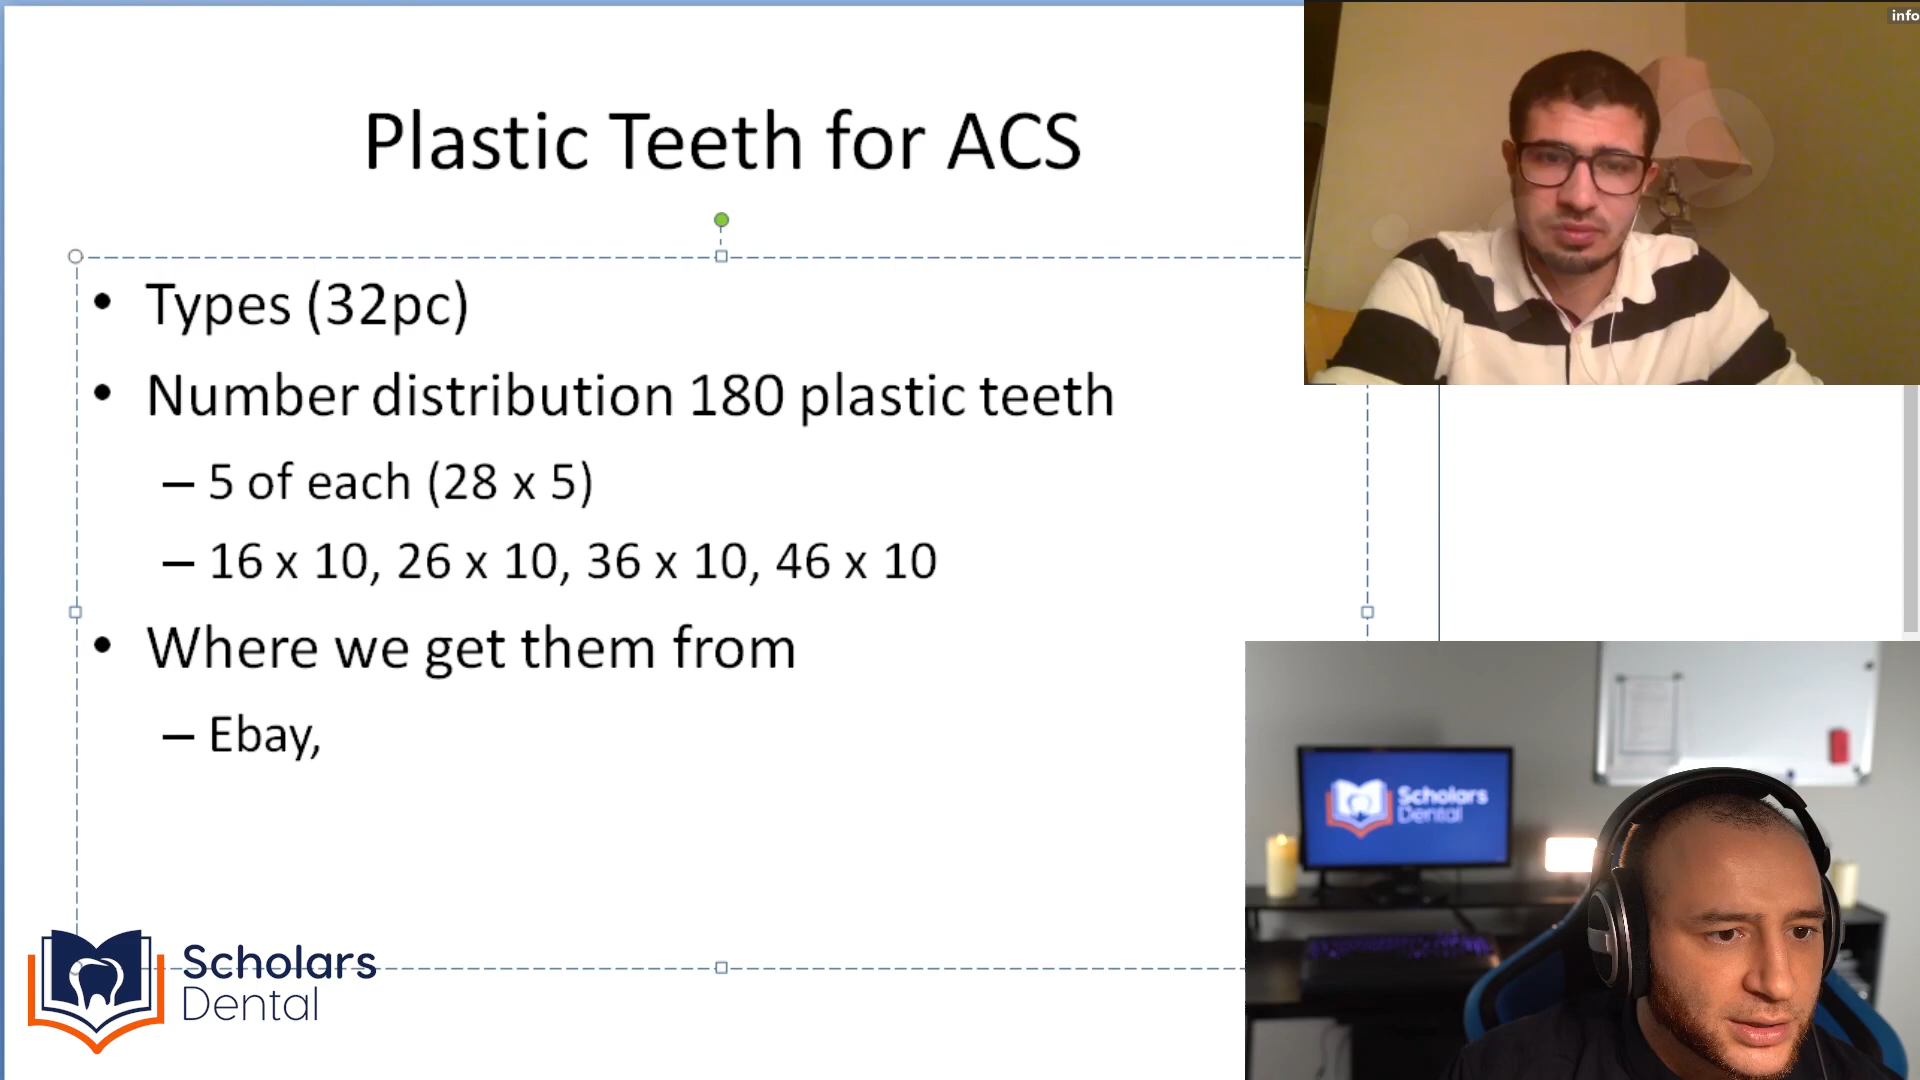 info
Plastic Teeth for ACS
• Types (32pc)
• Number distribution 180 plastic teeth
– 5 of each (28 x 5)
– 16 x 10, 26 x 10, 36 x 10, 46 x 10
• Where we get them from
– Ebay,
Scholars
Dental
Scholars
Dental